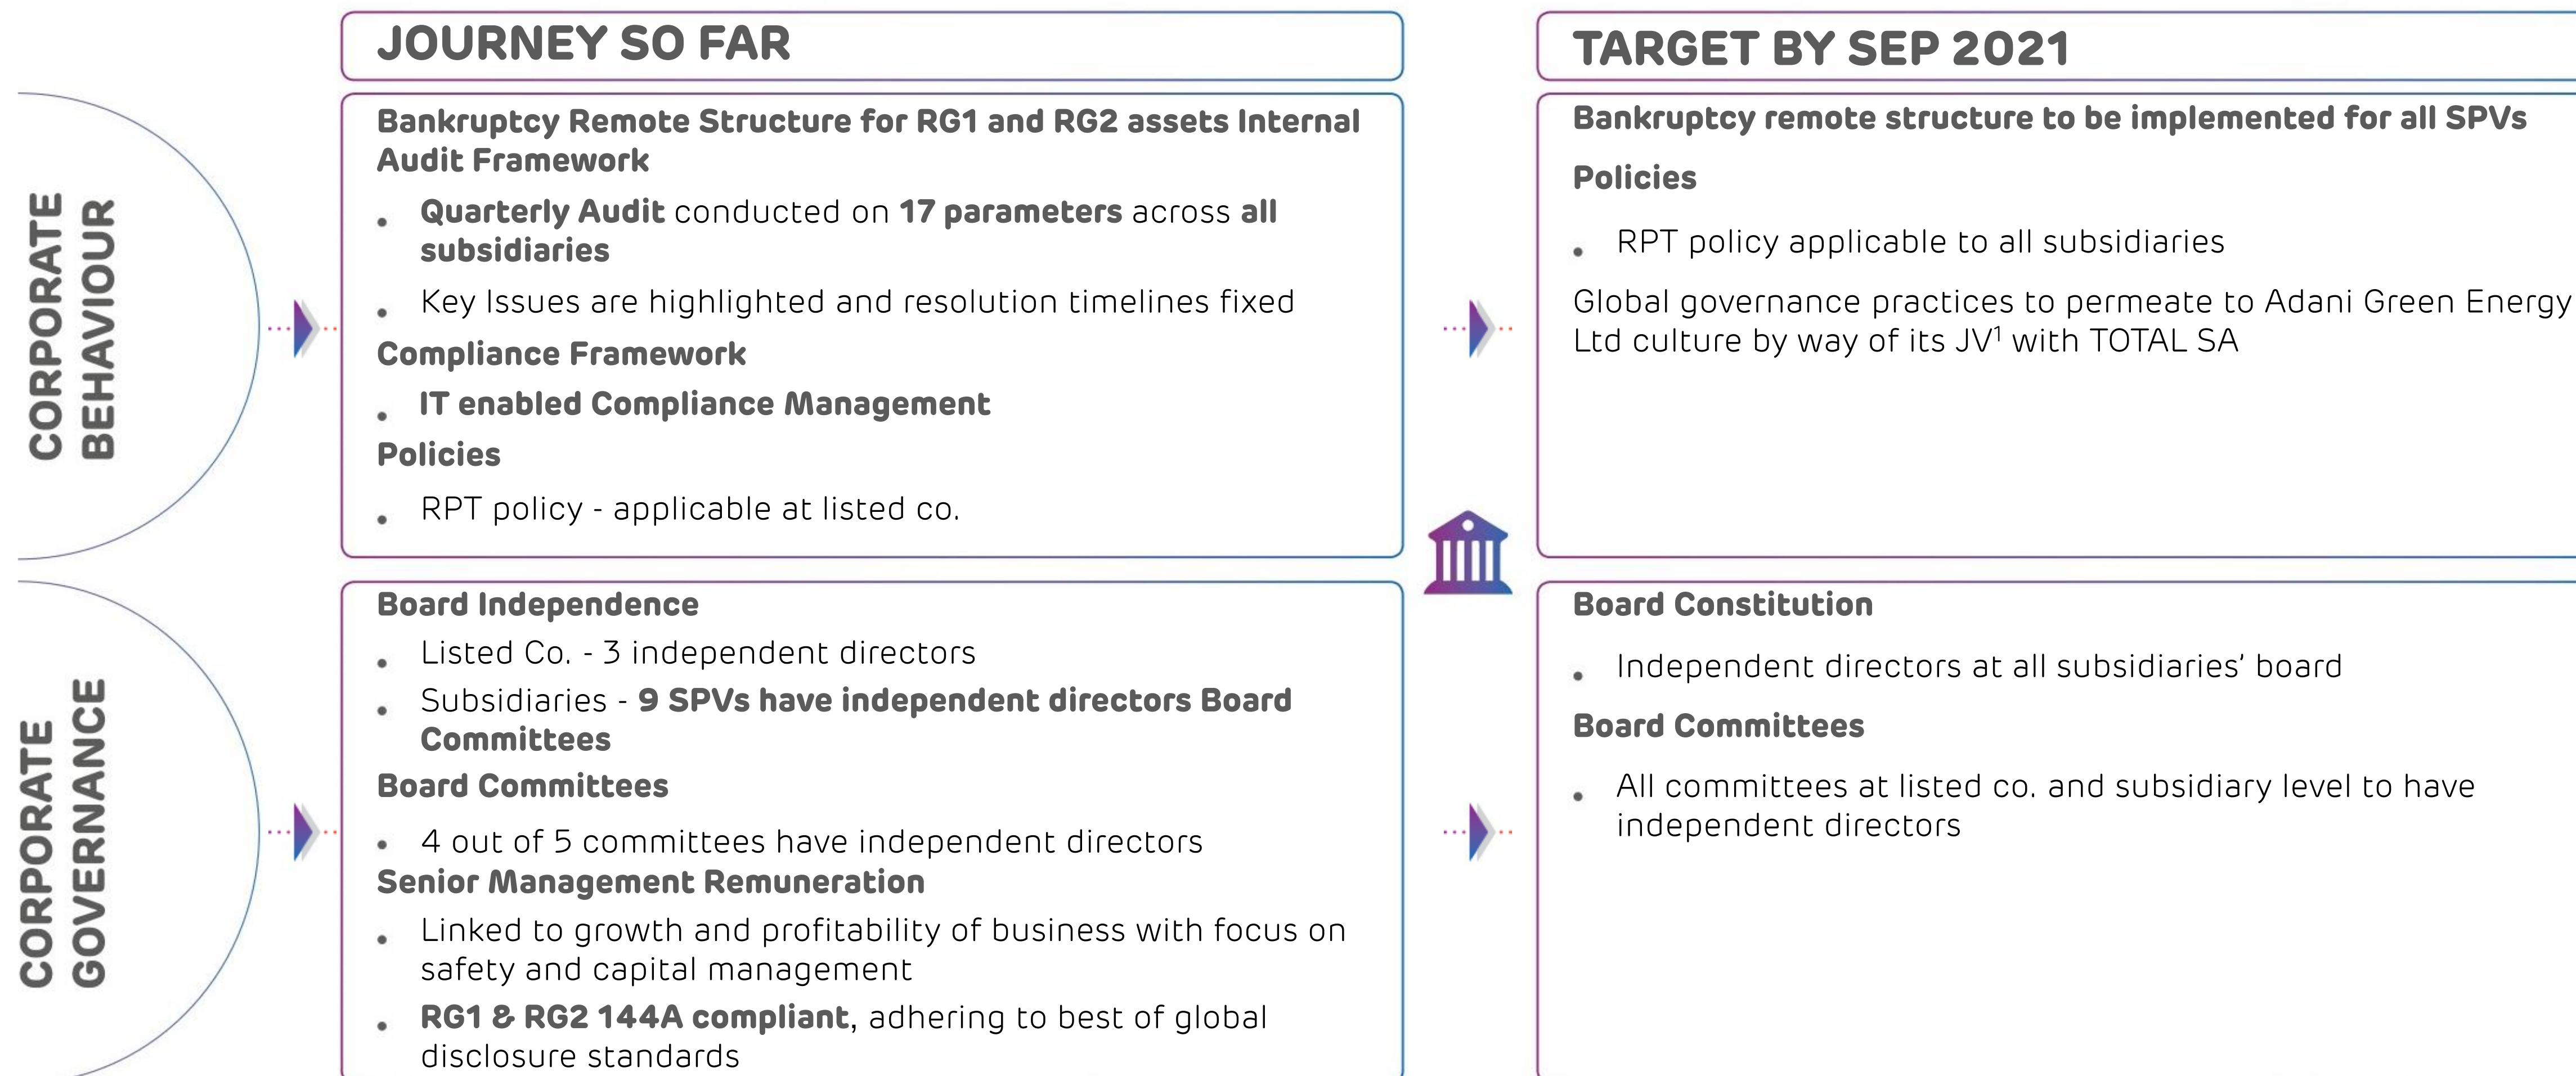 JOURNEY SO FAR
TARGET BY SEP 2021
CORPORATE
BEHAVIOUR
Bankruptcy Remote Structure for RG1 and RG2 assets Internal
Audit Framework
• Quarterly Audit conducted on 17 parameters across all
subsidiaries
• Key Issues are highlighted and resolution timelines fixed
Compliance Framework
• IT enabled Compliance Management
Policies
• RPT policy - applicable at listed co.
Bankruptcy remote structure to be implemented for all SPVs
Policies
• RPT policy applicable to all subsidiaries
Global governance practices to permeate to Adani Green Energy
Ltd culture by way of its JV¹ with TOTAL SA
CORPORATE
GOVERNANCE
Board Independence
• Listed Co. - 3 independent directors
• Subsidiaries - 9 SPVs have independent directors Board
Committees
Board Committees
• 4 out of 5 committees have independent directors
Senior Management Remuneration
• Linked to growth and profitability of business with focus on
safety and capital management
• RG1 & RG2 144A compliant, adhering to best of global
disclosure standards
Board Constitution
• Independent directors at all subsidiaries' board
Board Committees
• All committees at listed co. and subsidiary level to have
independent directors